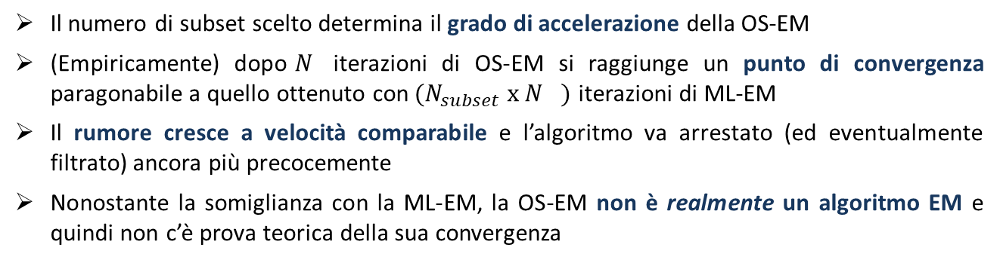 ➢ Il numero di subset scelto determina il grado di accelerazione della OS-EM
➢ (Empiricamente) dopo N iterazioni di OS-EM si raggiunge un punto di convergenza
paragonabile a quello ottenuto con (N_subset x N ) iterazioni di ML-EM
➢ Il rumore cresce a velocità comparabile e l’algoritmo va arrestato (ed eventualmente
filtrato) ancora più precocemente
➢ Nonostante la somiglianza con la ML-EM, la OS-EM non è realmente un algoritmo EM e
quindi non c’è prova teorica della sua convergenza